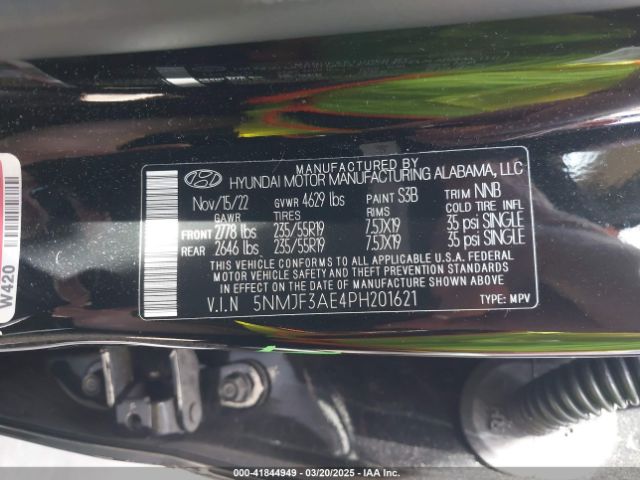 MANUFACTURED BY
HYUNDAI MOTOR MANUFACTURING ALABAMA, LLC
Nov/15/22 GVWR 4629 lbs PAINT S3B TRIM NNB
GAWR TIRES RIMS COLD TIRE INFL
FRONT 2778 lbs 235/55R19 7.5JX19 35 psi SINGLE
REAR 2646 lbs 235/55R19 7.5JX19 35 psi SINGLE
THIS VEHICLE CONFORMS TO ALL APPLICABLE
U.S. FEDERAL MOTOR VEHICLE SAFETY STANDARDS
IN EFFECT ON THE DATE OF MANUFACTURE SHOWN ABOVE.
V.I.N 5NMJF3AE4PH201621 TYPE: MPV
W420
000-41844949 - 03/20/2025 - IAA Inc.